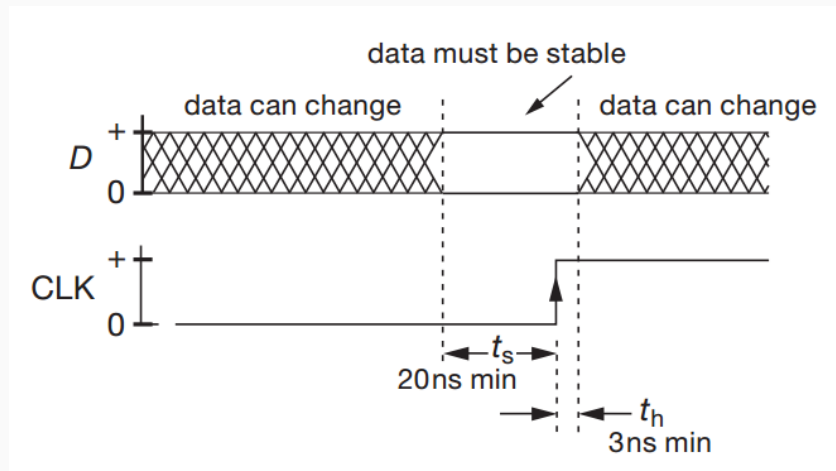 data must be stable
data can change
data can change
+
D
0
+
CLK
0
ts
20ns min
th
3ns min